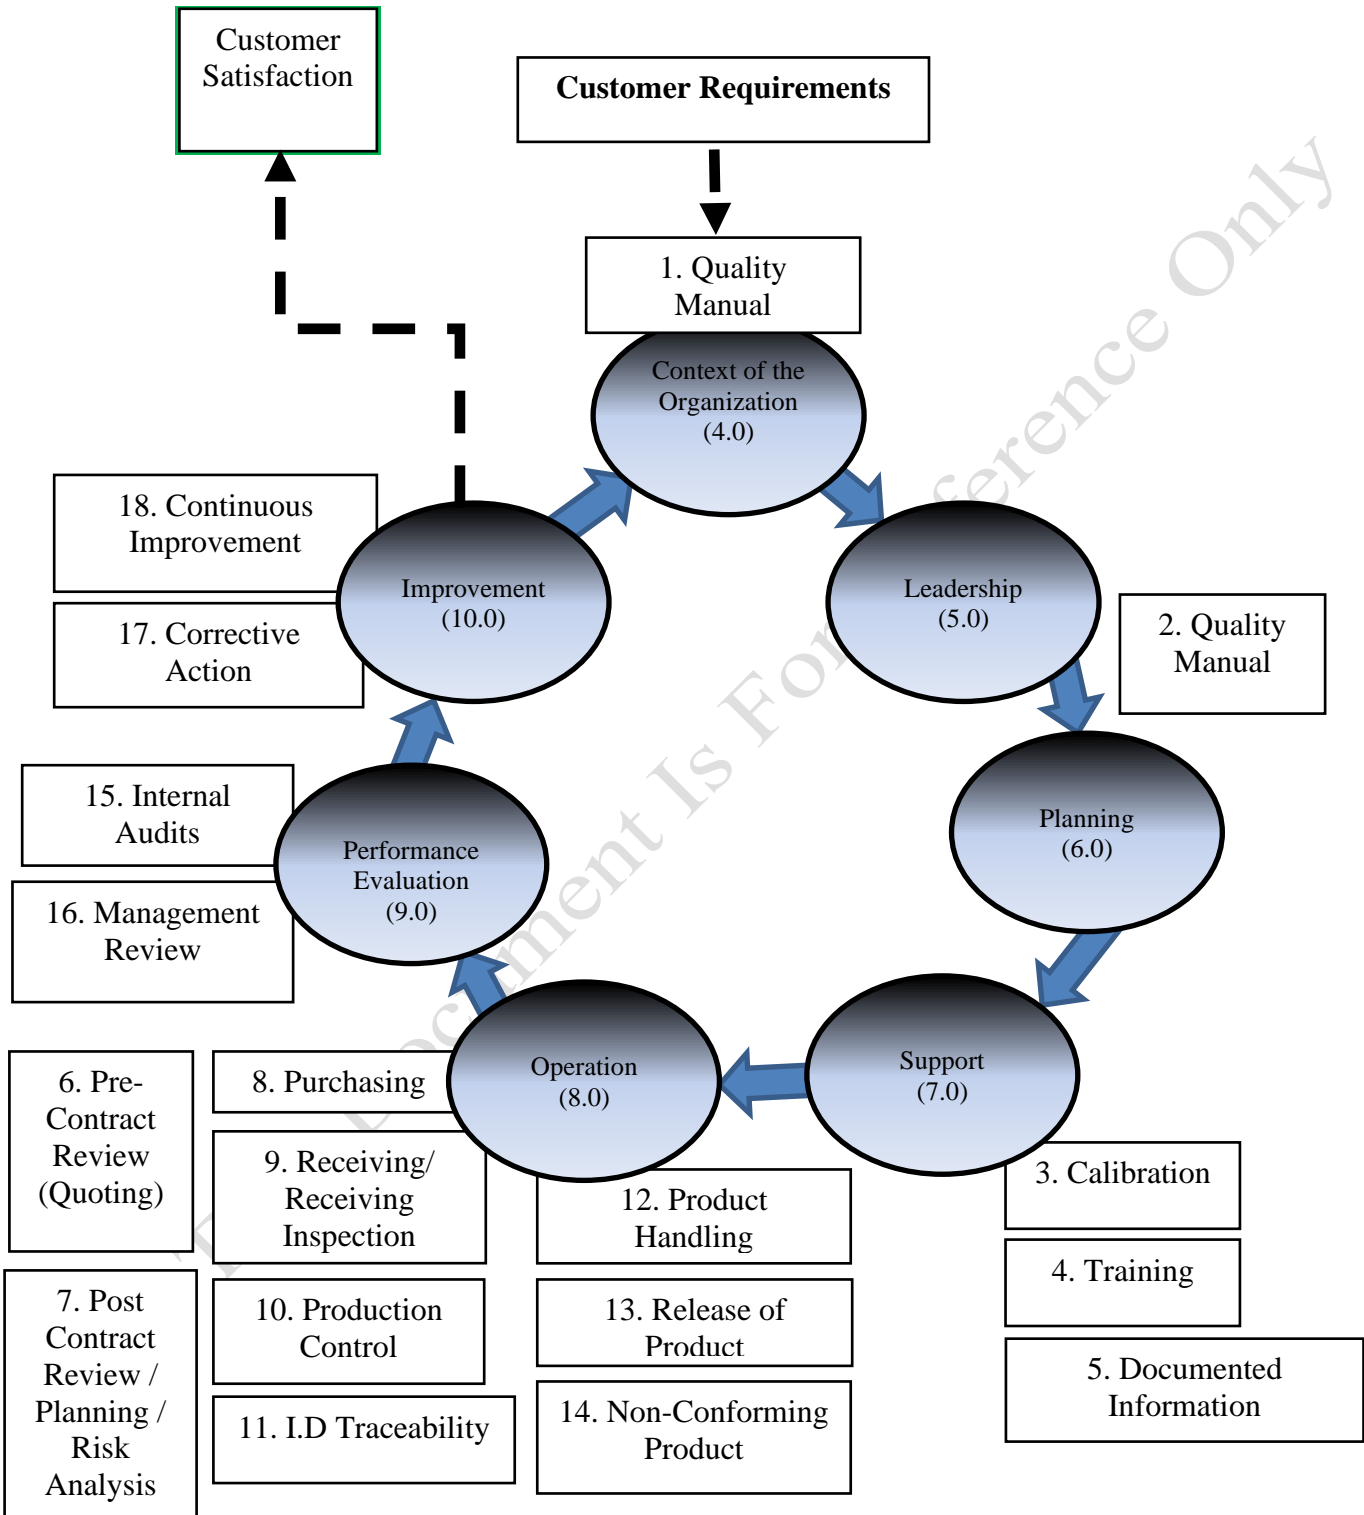 Customer
Satisfaction
Customer Requirements
1. Quality
Manual
Context of the
Organization
(4.0)
18. Continuous
Improvement
Improvement
(10.0)
Leadership
(5.0)
17. Corrective
Action
2. Quality
Manual
15. Internal
Audits
Planning
(6.0)
Performance
Evaluation
(9.0)
16. Management
Review
6. Pre-
Contract
Review
(Quoting)
8. Purchasing
Operation
(8.0)
Support
(7.0)
9. Receiving/
Receiving
Inspection
12. Product
Handling
3. Calibration
4. Training
7. Post
Contract
Review /
Planning /
Risk
Analysis
10. Production
Control
13. Release of
Product
5. Documented
Information
11. I.D Traceability
14. Non-Conforming
Product
Is For
Only